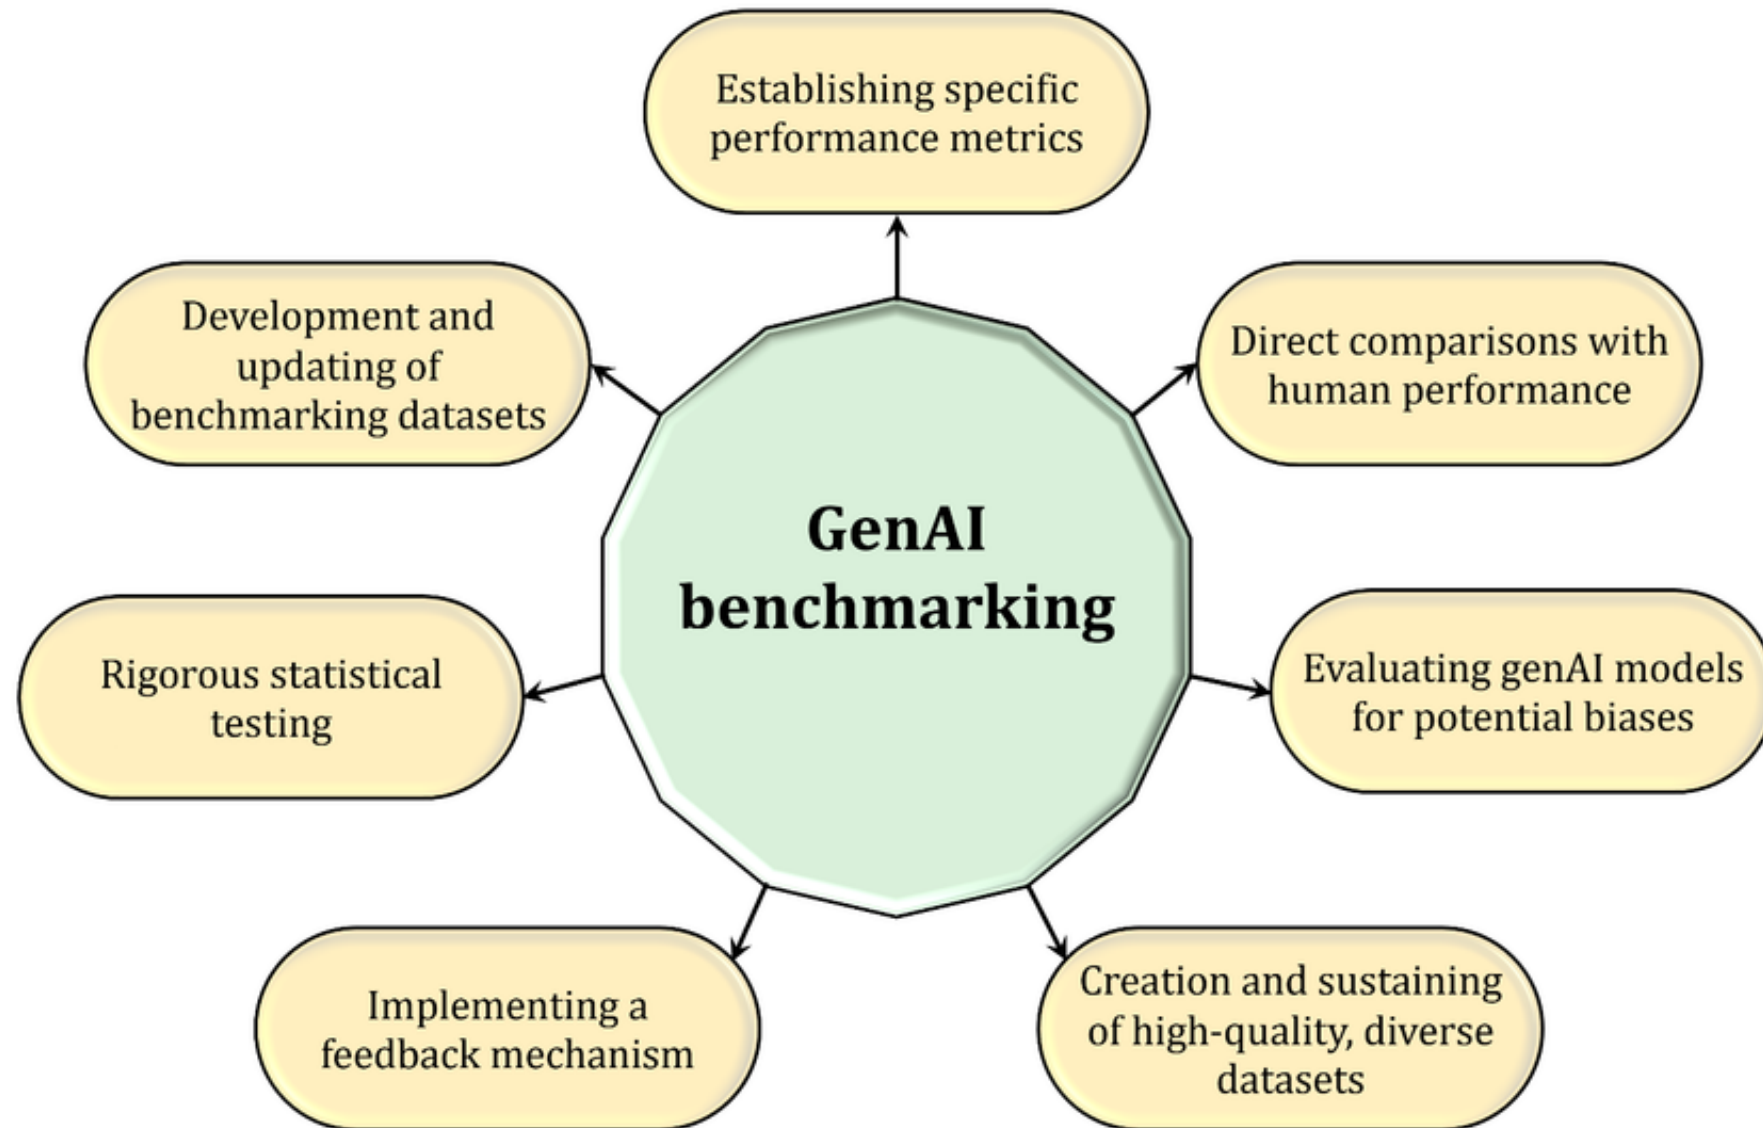 Establishing specific
performance metrics
Development and
updating of
benchmarking datasets
Direct comparisons with
human performance
GenAI
benchmarking
Rigorous statistical
testing
Evaluating genAI models
for potential biases
Implementing a
feedback mechanism
Creation and sustaining
of high-quality, diverse
datasets